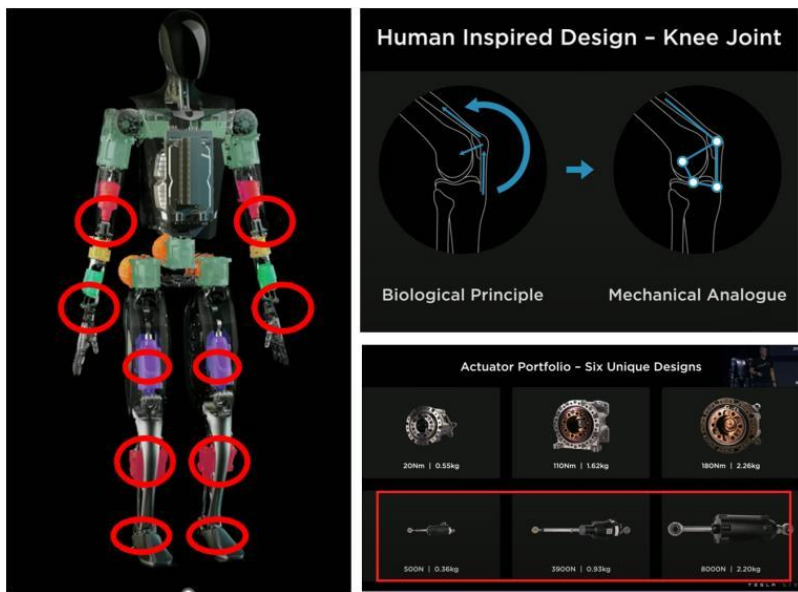 Human Inspired Design – Knee Joint
Biological Principle
Mechanical Analogue
Actuator Portfolio – Six Unique Designs
20Nm | 0.55kg
110Nm | 1.62kg
180Nm | 2.26kg
500N | 0.36kg
3900N | 0.93kg
8000N | 2.20kg